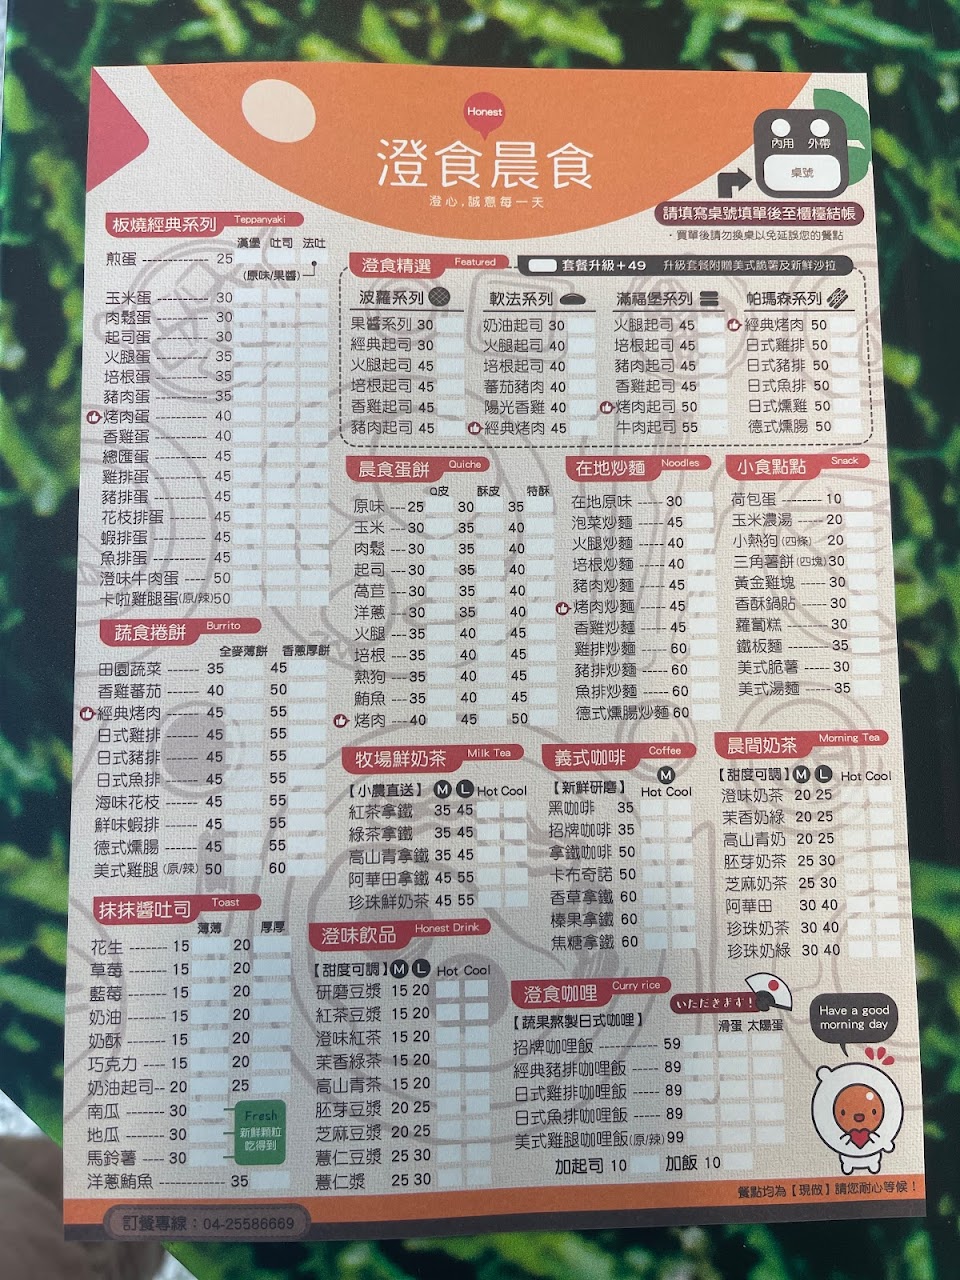 Honest
澄食晨食
澄心,誠意每一天
內用 外帶
桌號
請填寫桌號填單後至櫃檯結帳
·買單後請勿換桌以免延誤您的餐點
板燒經典系列 Teppanyaki
漢堡 吐司 法吐
煎蛋 ------- 25
(原味/果醬)
玉米蛋 ---------- 30
肉鬆蛋 ---------- 30
起司蛋 ---------- 30
火腿蛋 ---------- 35
培根蛋 ---------- 35
豬肉蛋 ---------- 35
烤肉蛋 ---------- 40
香雞蛋 ---------- 40
總匯蛋 ---------- 45
雞排蛋 ---------- 45
豬排蛋 ---------- 45
花枝排蛋 ------- 45
蝦排蛋 ---------- 45
魚排蛋 ---------- 45
澄味牛肉蛋 ---- 50
卡啦雞腿蛋(原/辣)50
澄食精選 Featured
套餐升級+49 升級套餐附贈美式脆薯及新鮮沙拉
波蘿系列
果醬系列 30
經典起司 30
火腿起司 45
培根起司 45
香雞起司 45
豬肉起司 45
軟法系列
奶油起司 30
火腿起司 40
培根起司 40
蕃茄豬肉 40
陽光香雞 40
經典烤肉 45
滿福堡系列
火腿起司 45
培根起司 45
豬肉起司 45
香雞起司 45
烤肉起司 50
牛肉起司 55
帕瑪森系列
經典烤肉 50
日式雞排 50
日式豬排 50
日式魚排 50
日式燻雞 50
德式燻腸 50
晨食蛋餅 Quiche
Q皮 酥皮 特酥
原味 ---25 30 35
玉米 ---30 35 40
肉鬆 ---30 35 40
起司 ---30 35 40
萵苣 ---30 35 40
洋蔥 ---30 35 40
火腿 ---35 40 45
培根 ---35 40 45
熱狗 ---35 40 45
鮪魚 ---35 40 45
烤肉 ---40 45 50
在地炒麵 Noodles
在地原味 ---- 30
泡菜炒麵 ---- 45
火腿炒麵 ---- 40
培根炒麵 ---- 40
豬肉炒麵 ---- 45
烤肉炒麵 ---- 45
香雞炒麵 ---- 45
雞排炒麵 ---- 60
豬排炒麵 ---- 60
魚排炒麵 ---- 60
德式燻腸炒麵 60
小食點點 Snack
荷包蛋 -------- 10
玉米濃湯 ----- 20
小熱狗(四條) 20
三角薯餅(四塊)30
黃金雞塊 ----- 30
香酥鍋貼 ----- 30
蘿蔔糕 -------- 30
鐵板麵 -------- 35
美式脆薯 ----- 30
美式湯麵 ----- 35
蔬食捲餅 Burrito
全麥薄餅 香蔥厚餅
田園蔬菜 ------ 35 45
香雞蕃茄 ------ 40 50
經典烤肉 ------ 45 55
日式雞排 ------ 45 55
日式豬排 ------ 45 55
日式魚排 ------ 45 55
海味花枝 ------ 45 55
鮮味蝦排 ------ 45 55
德式燻腸 ------ 45 55
美式雞腿 (原/辣) 50 60
牧場鮮奶茶 Milk Tea
【小農直送】 M L Hot Cool
紅茶拿鐵 35 45
綠茶拿鐵 35 45
高山青拿鐵 35 45
阿華田拿鐵 45 55
珍珠鮮奶茶 45 55
義式咖啡 Coffee
【新鮮研磨】 M Hot Cool
黑咖啡 35
招牌咖啡 35
拿鐵咖啡 50
卡布奇諾 50
香草拿鐵 60
榛果拿鐵 60
焦糖拿鐵 60
晨間奶茶 Morning Tea
【甜度可調】 M L Hot Cool
澄味奶茶 20 25
茉香奶綠 20 25
高山青奶 20 25
胚芽奶茶 25 30
芝麻奶茶 25 30
阿華田 30 40
珍珠奶茶 30 40
珍珠奶綠 30 40
抹抹醬吐司 Toast
薄薄 厚厚
花生 ------- 15 20
草莓 ------- 15 20
藍莓 ------- 15 20
奶油 ------- 15 20
奶酥 ------- 15 20
巧克力 ---- 15 20
奶油起司-- 20 25
南瓜 ------- 30
地瓜 ------- 30
馬鈴薯 ---- 30
洋蔥鮪魚 ------------- 35
Fresh
新鮮顆粒
吃得到
澄味飲品 Honest Drink
【甜度可調】 M L Hot Cool
研磨豆漿 15 20
紅茶豆漿 15 20
澄味紅茶 15 20
茉香綠茶 15 20
高山青茶 15 20
胚芽豆漿 20 25
芝麻豆漿 20 25
薏仁豆漿 25 30
薏仁漿 25 30
澄食咖哩 Curry rice
いただきます!
【蔬果熬製日式咖哩】 滑蛋 太陽蛋
招牌咖哩飯 ------------ 59
經典豬排咖哩飯 ------ 89
日式雞排咖哩飯 ------ 89
日式魚排咖哩飯 ------ 89
美式雞腿咖哩飯(原/辣)99
加起司 10 加飯 10
Have a good
morning day
餐點均為【現做】請您耐心等候!
訂餐專線:04-25586669